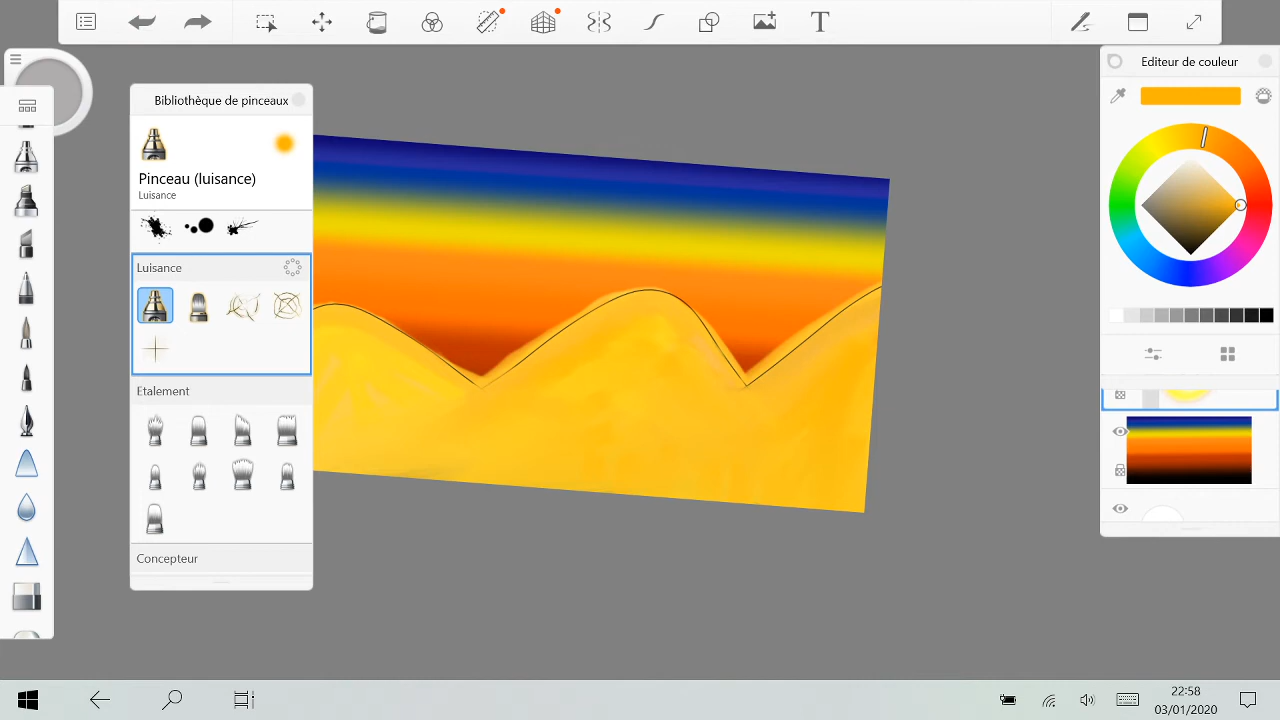 T
Bibliothèque de pinceaux
Editeur de couleur
Pinceau (luisance)
Luisance
Luisance
Etalement
Concepteur
22:58
03/01/2020